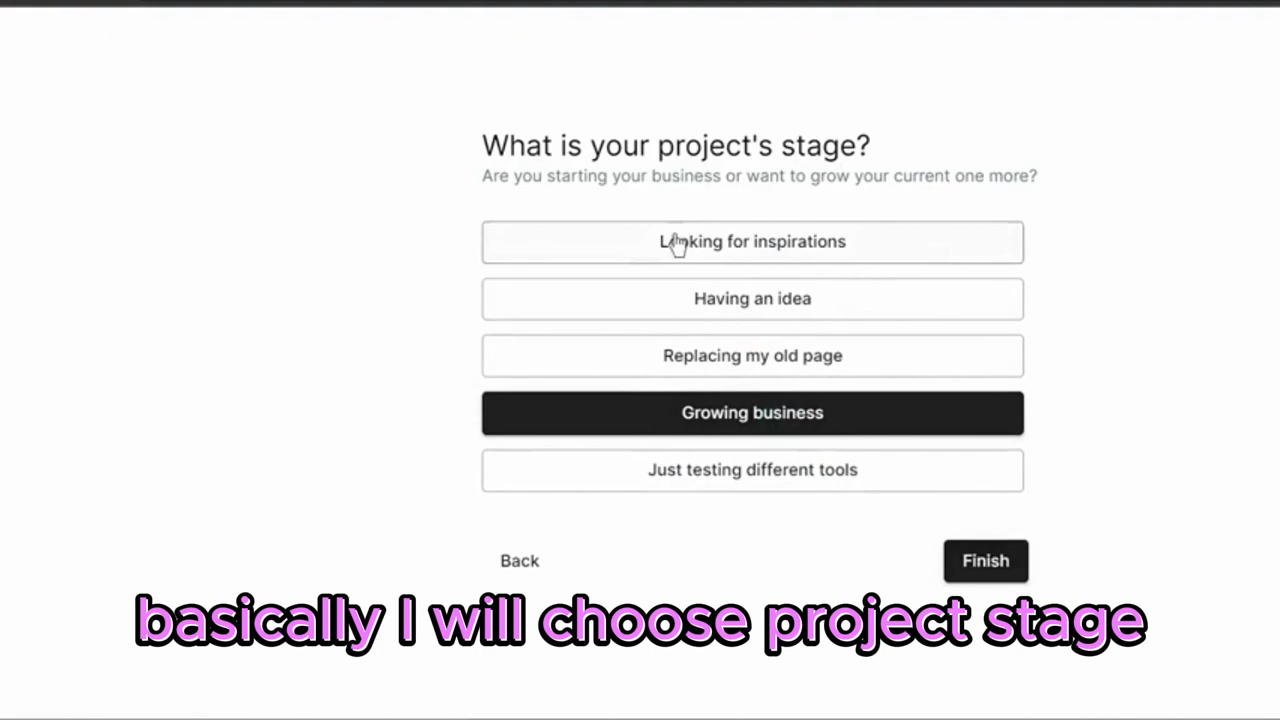 What is your project's stage?
Are you starting your business or want to grow your current one more?
Looking for inspirations
Having an idea
Replacing my old page
Growing business
Just testing different tools
Back
Finish
basically I will choose project stage